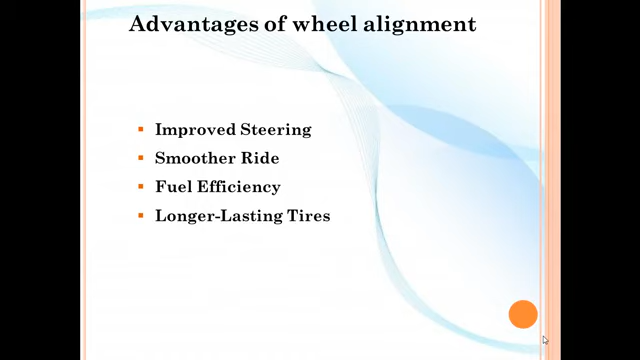 Advantages of wheel alignment
▪ Improved Steering
▪ Smoother Ride
▪ Fuel Efficiency
▪ Longer-Lasting Tires